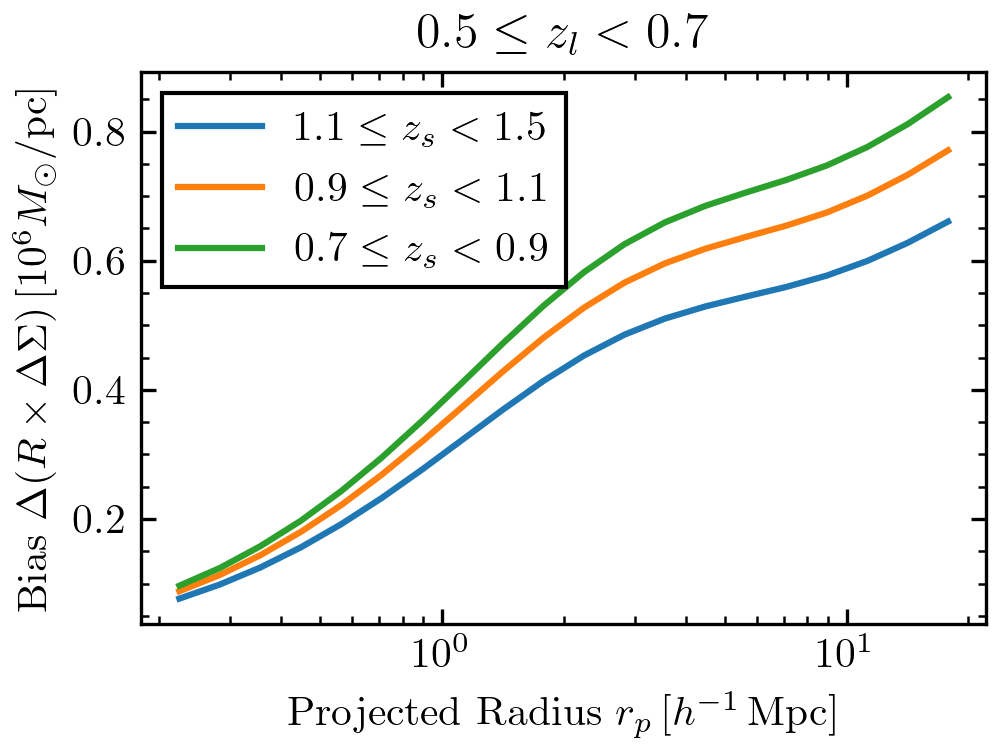 0.5 ≤ z_l < 0.7
Bias Δ(R × ΔΣ) [10^6 M_⊙/pc]
0.8
0.6
0.4
0.2
1.1 ≤ z_s < 1.5
0.9 ≤ z_s < 1.1
0.7 ≤ z_s < 0.9
10^0
10^1
Projected Radius r_p [h^{-1} Mpc]